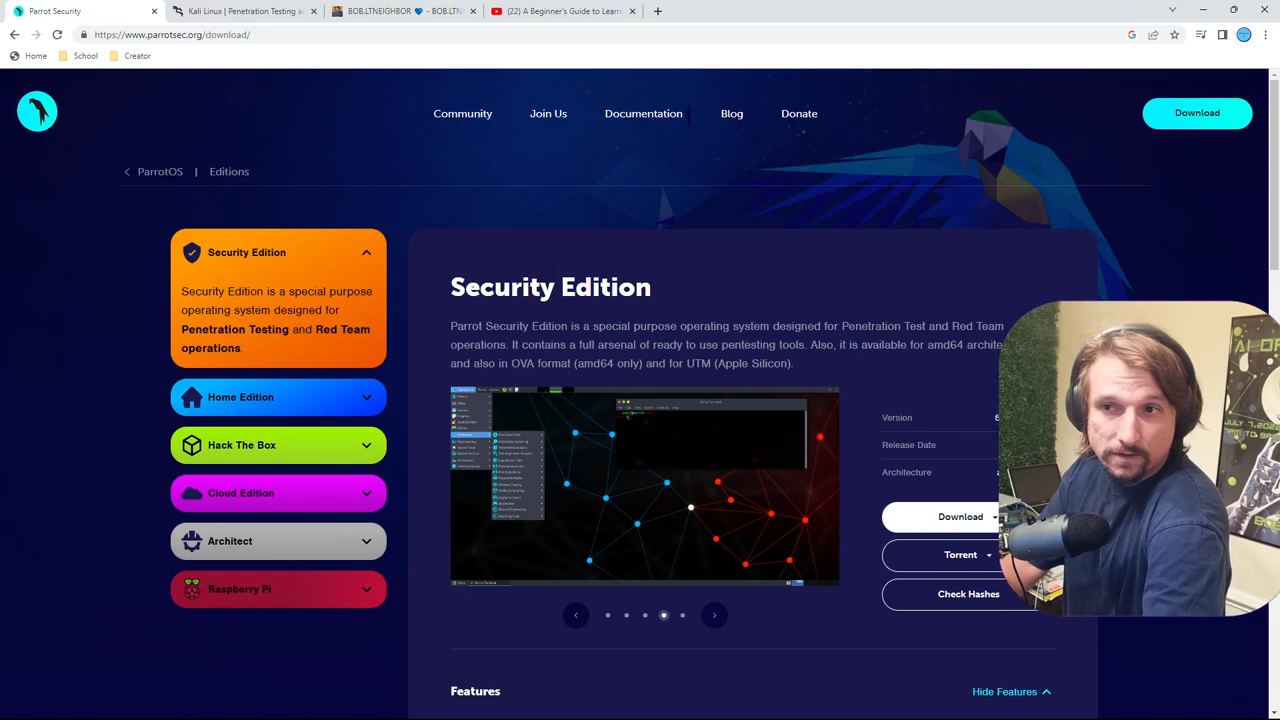 Parrot Security
Kali Linux | Penetration Testing a
BOB.LTNEIGHBOR 💙 - BOB.LTN
(22) A Beginner's Guide to Learn
https://www.parrotsec.org/download/
Home
School
Creator
Community
Join Us
Documentation
Blog
Donate
Download
ParrotOS | Editions
Security Edition
Security Edition is a special purpose
operating system designed for
Penetration Testing and Red Team
operations.
Home Edition
Hack The Box
Cloud Edition
Architect
Raspberry Pi
Security Edition
Parrot Security Edition is a special purpose operating system designed for Penetration Test and Red Team
operations. It contains a full arsenal of ready to use pentesting tools. Also, it is available for amd64 archite
and also in OVA format (amd64 only) and for UTM (Apple Silicon).
Version
Release Date
Architecture
Download
Torrent
Check Hashes
Features
Hide Features